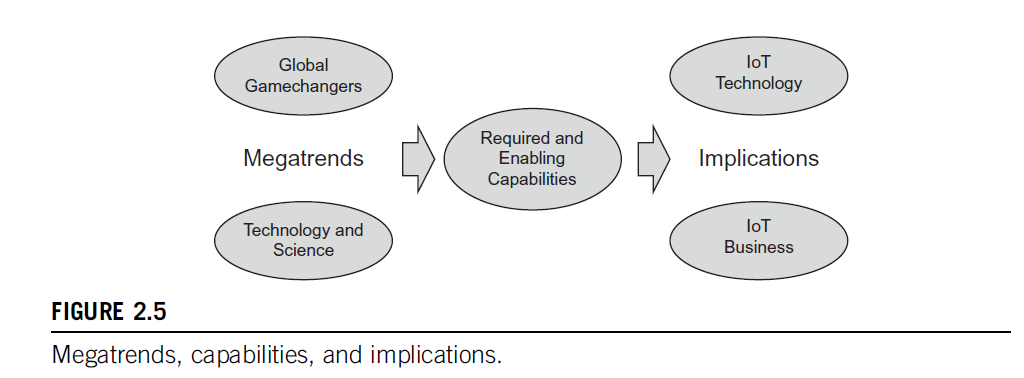 Global
Gamechangers
Megatrends
Technology and
Science
Required and
Enabling
Capabilities
IoT
Technology
Implications
IoT
Business
FIGURE 2.5
Megatrends, capabilities, and implications.